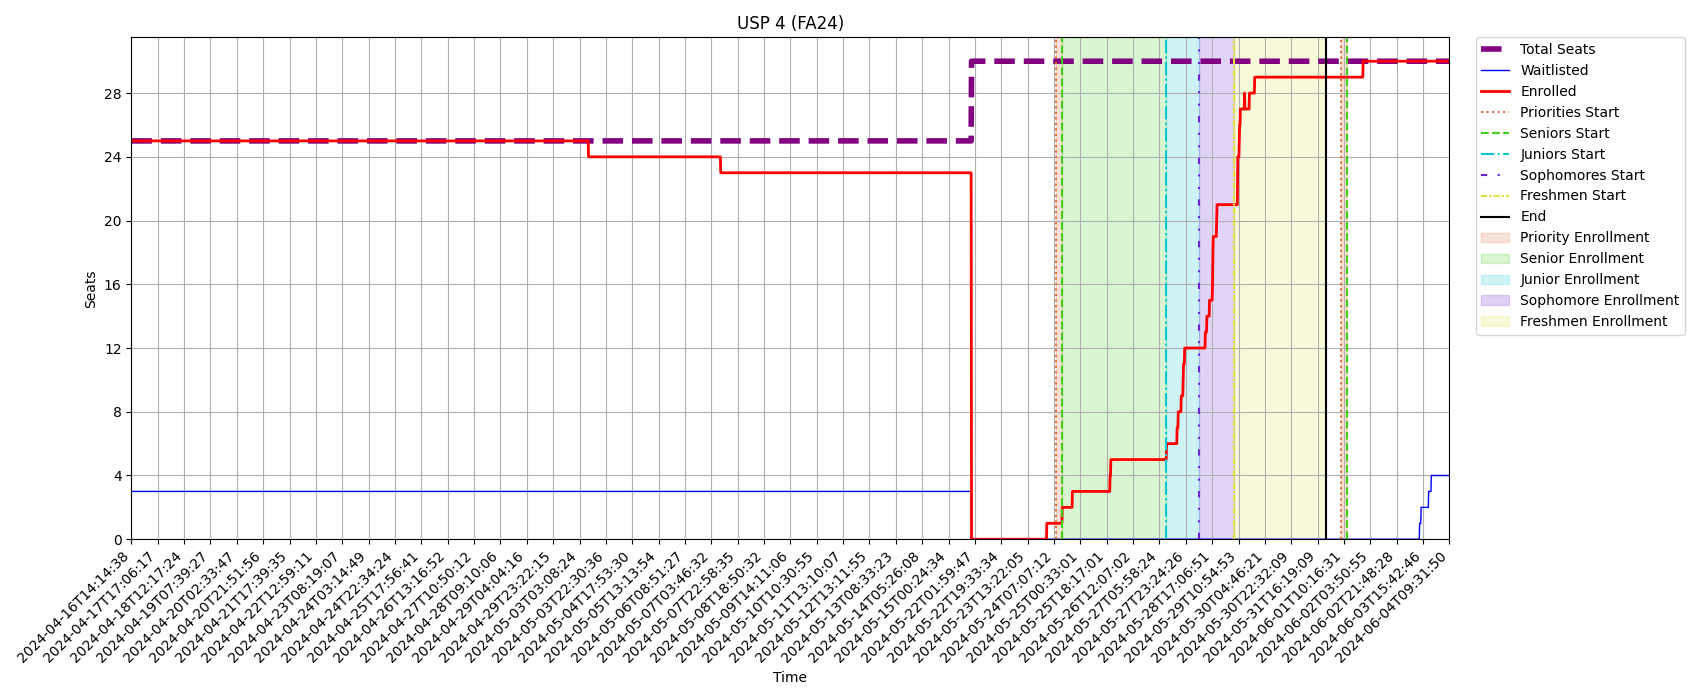 USP 4 (FA24)
Total Seats
Waitlisted
Enrolled
Priorities Start
Seniors Start
Juniors Start
Sophomores Start
Freshmen Start
End
Priority Enrollment
Senior Enrollment
Junior Enrollment
Sophomore Enrollment
Freshmen Enrollment
Seats
28
24
20
16
12
8
4
0
2024-04-16T14:14:38
2024-04-17T17:06:17
2024-04-18T12:17:24
2024-04-19T07:39:27
2024-04-20T02:33:47
2024-04-20T21:51:56
2024-04-21T17:39:35
2024-04-22T12:59:11
2024-04-23T08:19:07
2024-04-24T03:14:49
2024-04-24T22:34:24
2024-04-25T17:56:41
2024-04-26T13:16:52
2024-04-27T10:50:12
2024-04-28T09:10:06
2024-04-29T04:04:16
2024-04-29T23:22:15
2024-05-03T03:08:24
2024-05-03T22:30:36
2024-05-04T17:53:30
2024-05-05T13:13:54
2024-05-06T08:51:27
2024-05-07T03:46:32
2024-05-07T22:58:35
2024-05-08T18:50:32
2024-05-09T14:11:06
2024-05-10T10:30:55
2024-05-11T13:10:07
2024-05-12T13:11:55
2024-05-13T08:33:23
2024-05-14T05:26:08
2024-05-15T00:24:34
2024-05-22T01:59:47
2024-05-22T19:33:34
2024-05-23T13:22:05
2024-05-24T07:07:12
2024-05-25T00:33:01
2024-05-25T18:17:01
2024-05-26T12:07:02
2024-05-27T05:58:24
2024-05-27T23:24:26
2024-05-28T17:06:51
2024-05-29T10:54:53
2024-05-30T04:46:21
2024-05-30T22:32:09
2024-05-31T16:19:09
2024-06-01T10:16:31
2024-06-02T03:50:55
2024-06-02T21:48:28
2024-06-03T15:42:46
2024-06-04T09:31:50
Time